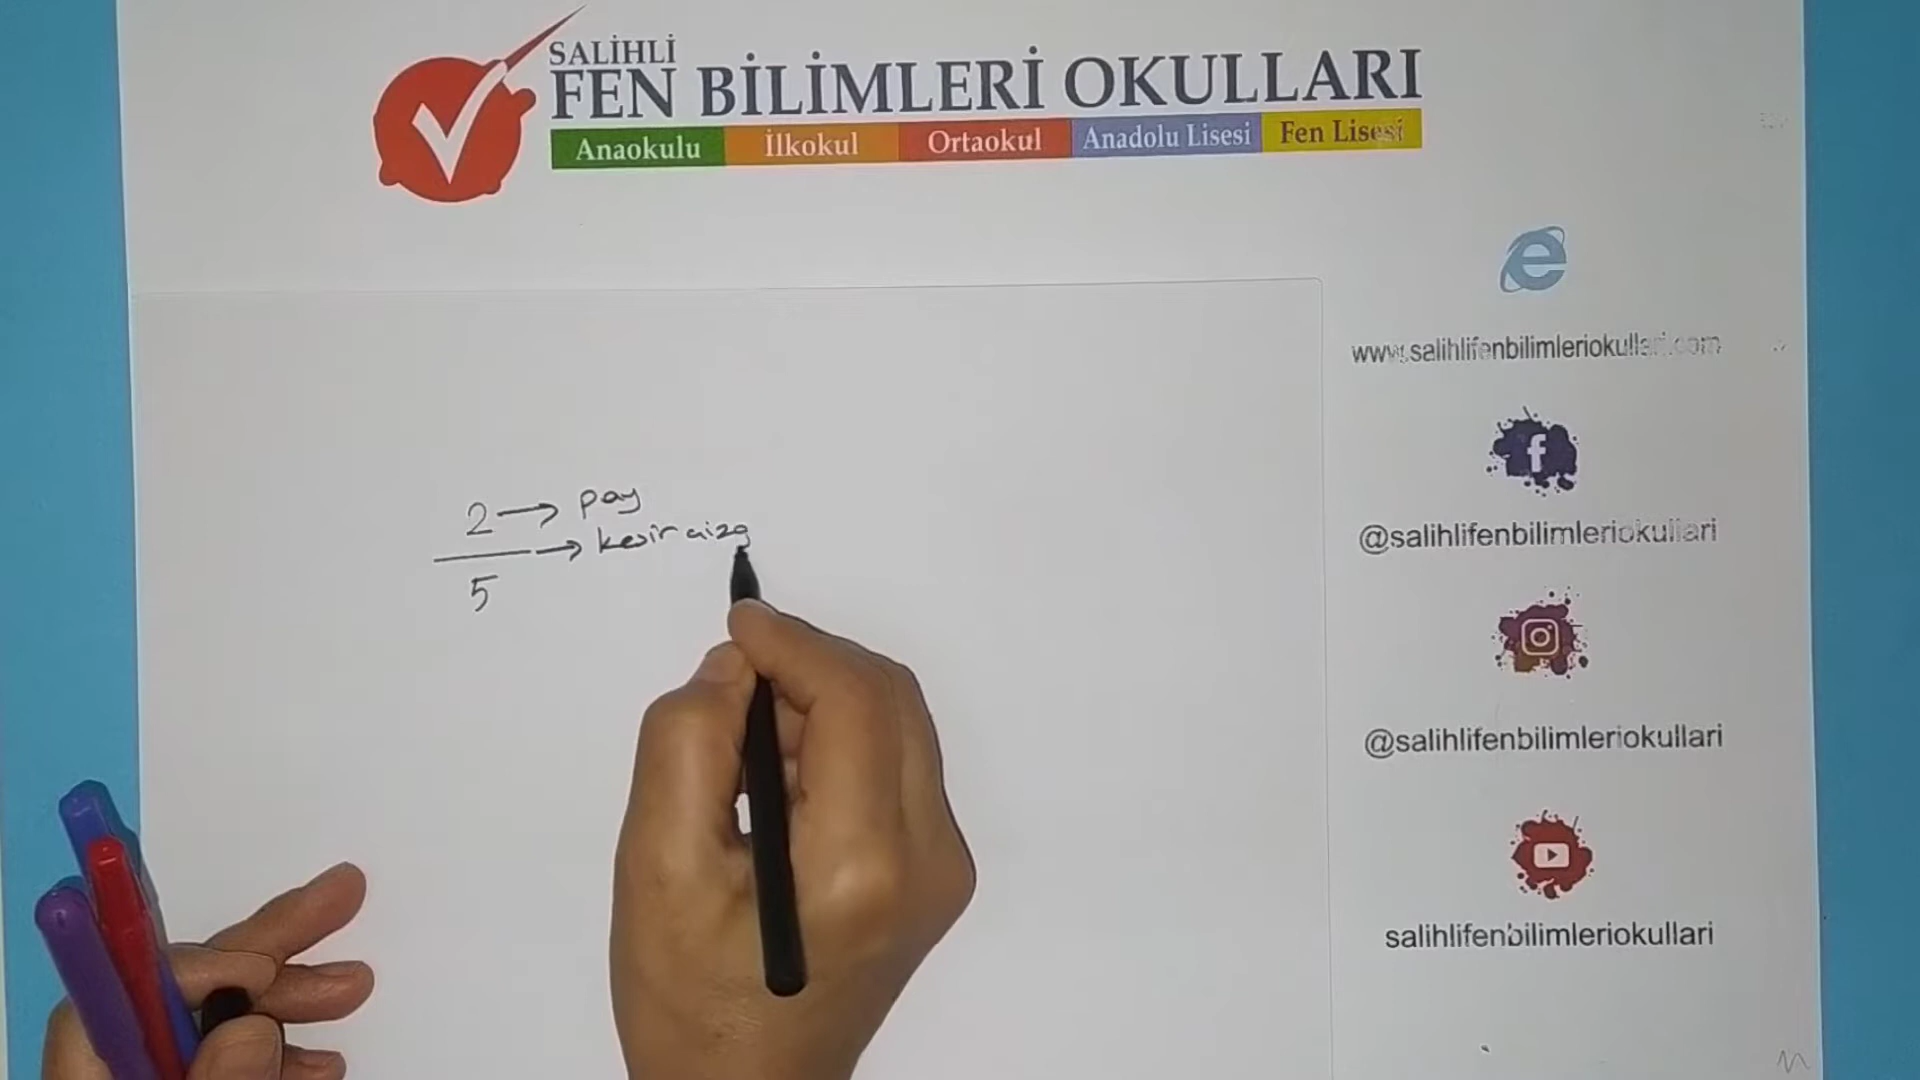 SALİHLİ
FEN BİLİMLERİ OKULLARI
Anaokulu İlkokul Ortaokul Anadolu Lisesi Fen Lisesi
www.salihlifenbilimleriokullari.com
@salihlifenbilimleriokullari
@salihlifenbilimleriokullari
salihlifenbilimleriokullari
2 → pay
→ kesir çizg
5